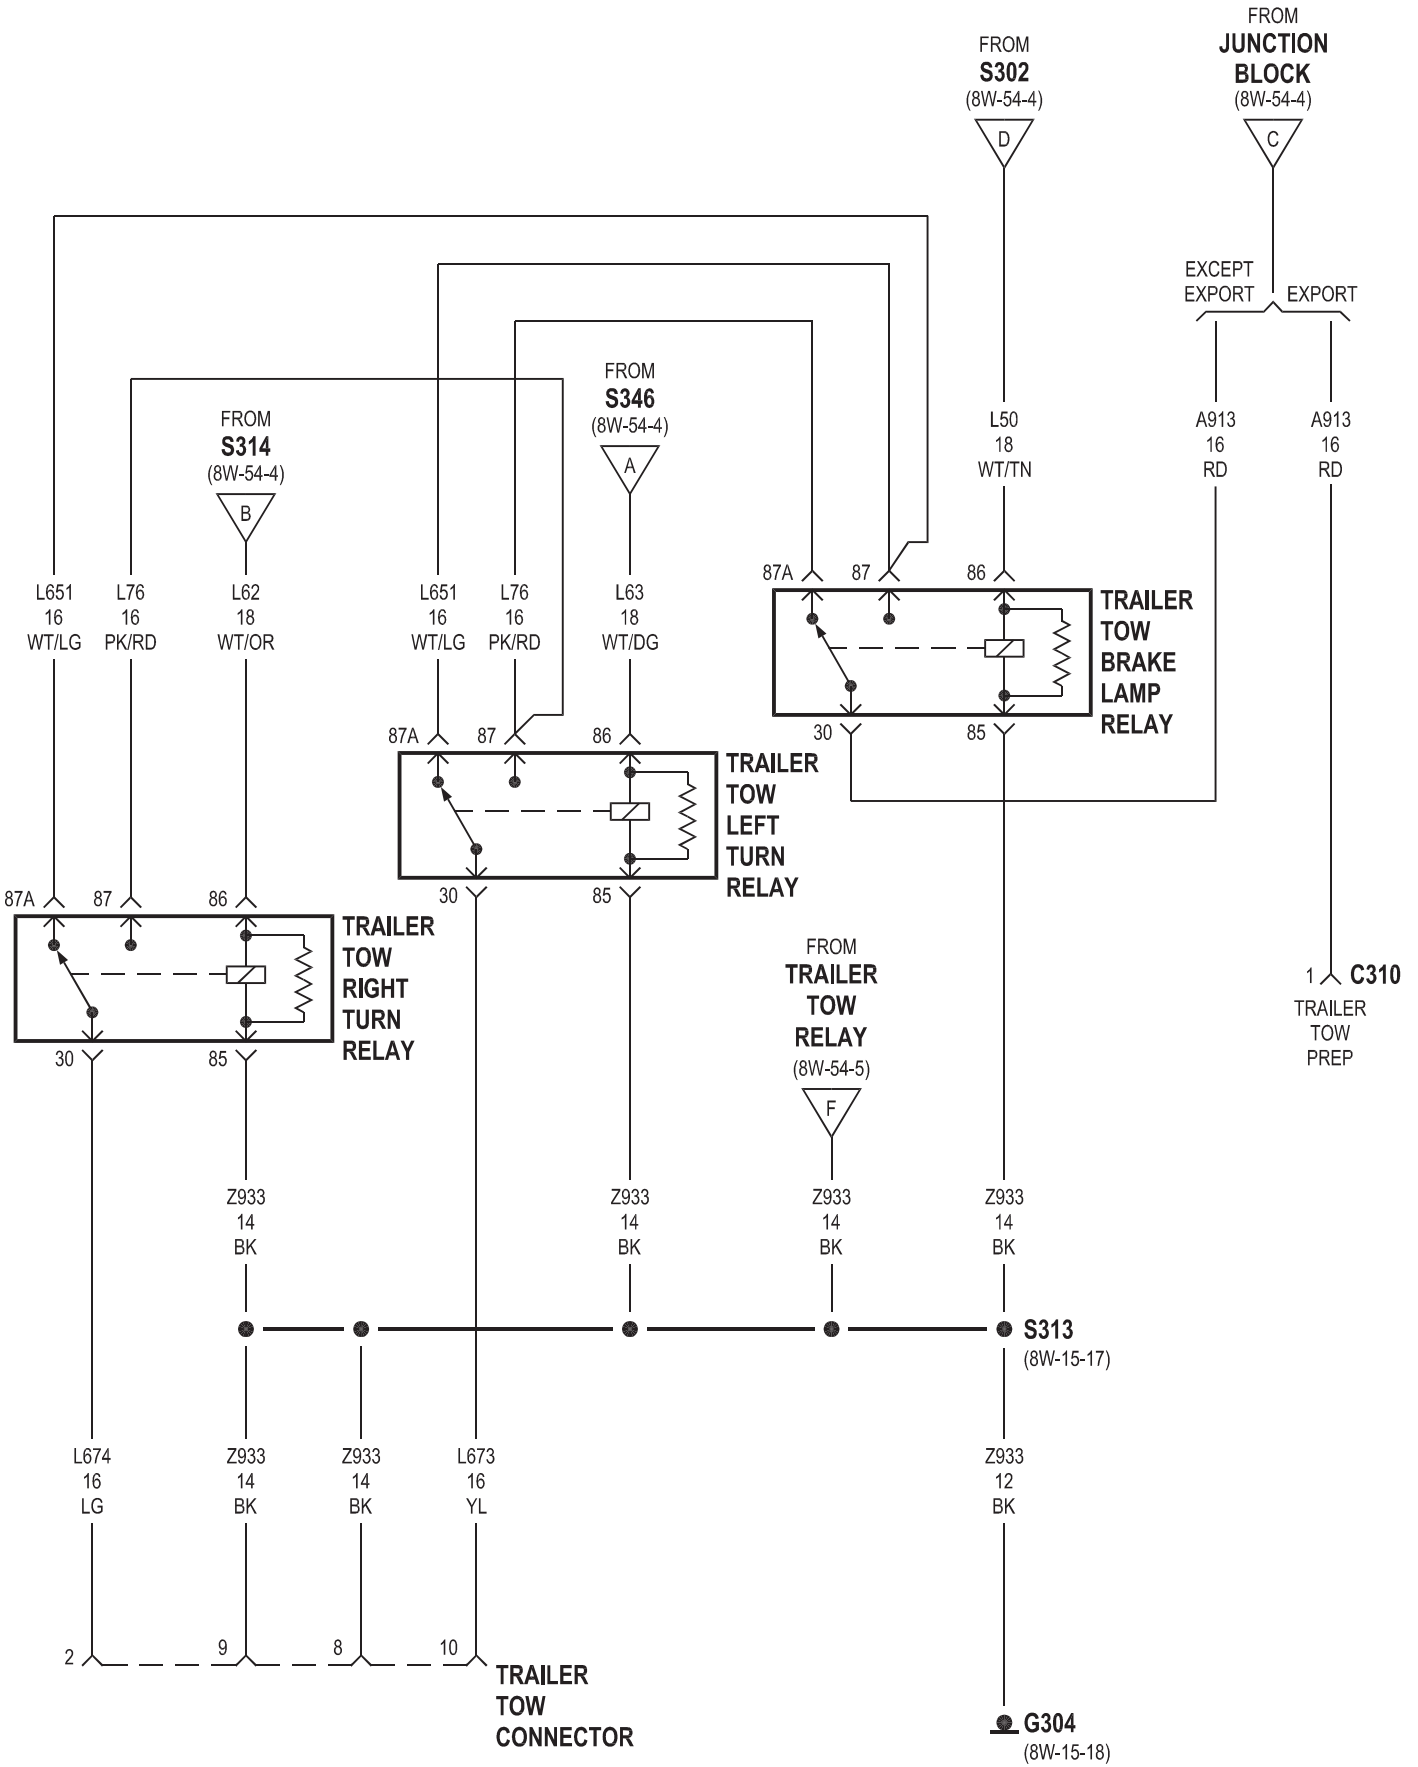 FROM
JUNCTION
BLOCK
(8W-54-4)
C
FROM
S302
(8W-54-4)
D
EXCEPT
EXPORT
EXPORT
FROM
S346
(8W-54-4)
A
FROM
S314
(8W-54-4)
B
L50
18
WT/TN
A913
16
RD
A913
16
RD
L651
16
WT/LG
L76
16
PK/RD
L62
18
WT/OR
L651
16
WT/LG
L76
16
PK/RD
L63
18
WT/DG
87A
87
86
TRAILER
TOW
BRAKE
LAMP
RELAY
30
85
87A
87
86
TRAILER
TOW
LEFT
TURN
RELAY
30
85
87A
87
86
TRAILER
TOW
RIGHT
TURN
RELAY
30
85
FROM
TRAILER
TOW
RELAY
(8W-54-5)
F
1
C310
TRAILER
TOW
PREP
Z933
14
BK
Z933
14
BK
Z933
14
BK
Z933
14
BK
S313
(8W-15-17)
L674
16
LG
Z933
14
BK
Z933
14
BK
L673
16
YL
Z933
12
BK
2
9
8
10
TRAILER
TOW
CONNECTOR
G304
(8W-15-18)